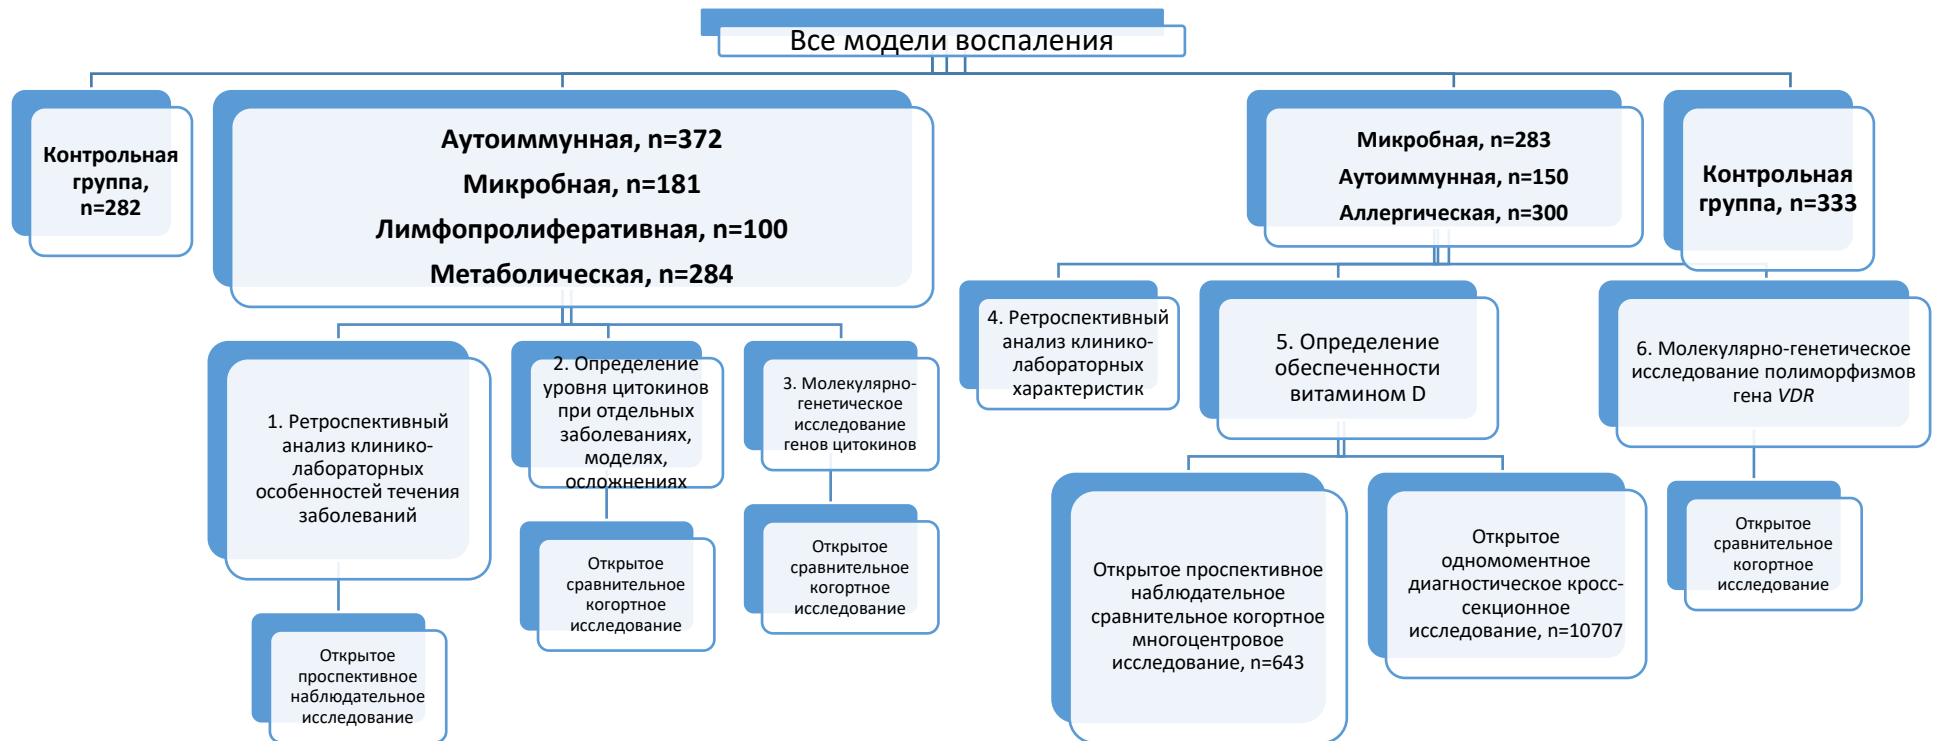 Все модели воспаления
Контрольная
группа,
n=282
Аутоиммунная, n=372
Микробная, n=181
Лимфопролиферативная, n=100
Метаболическая, n=284
Микробная, n=283
Аутоиммунная, n=150
Аллергическая, n=300
Контрольная
группа, n=333
1. Ретроспективный
анализ клинико-
лабораторных
особенностей течения
заболеваний
2. Определение
уровня цитокинов
при отдельных
заболеваниях,
моделях,
осложнениях
3. Молекулярно-
генетическое
исследование
генов цитокинов
4. Ретроспективный
анализ клинико-
лабораторных
характеристик
5. Определение
обеспеченности
витамином D
6. Молекулярно-генетическое
исследование полиморфизмов
гена VDR
Открытое
проспективное
наблюдательное
исследование
Открытое
сравнительное
когортное
исследование
Открытое
сравнительное
когортное
исследование
Открытое проспективное
наблюдательное
сравнительное когортное
многоцентровое
исследование, n=643
Открытое
одномоментное
диагностическое кросс-
секционное
исследование, n=10707
Открытое
сравнительное
когортное
исследование